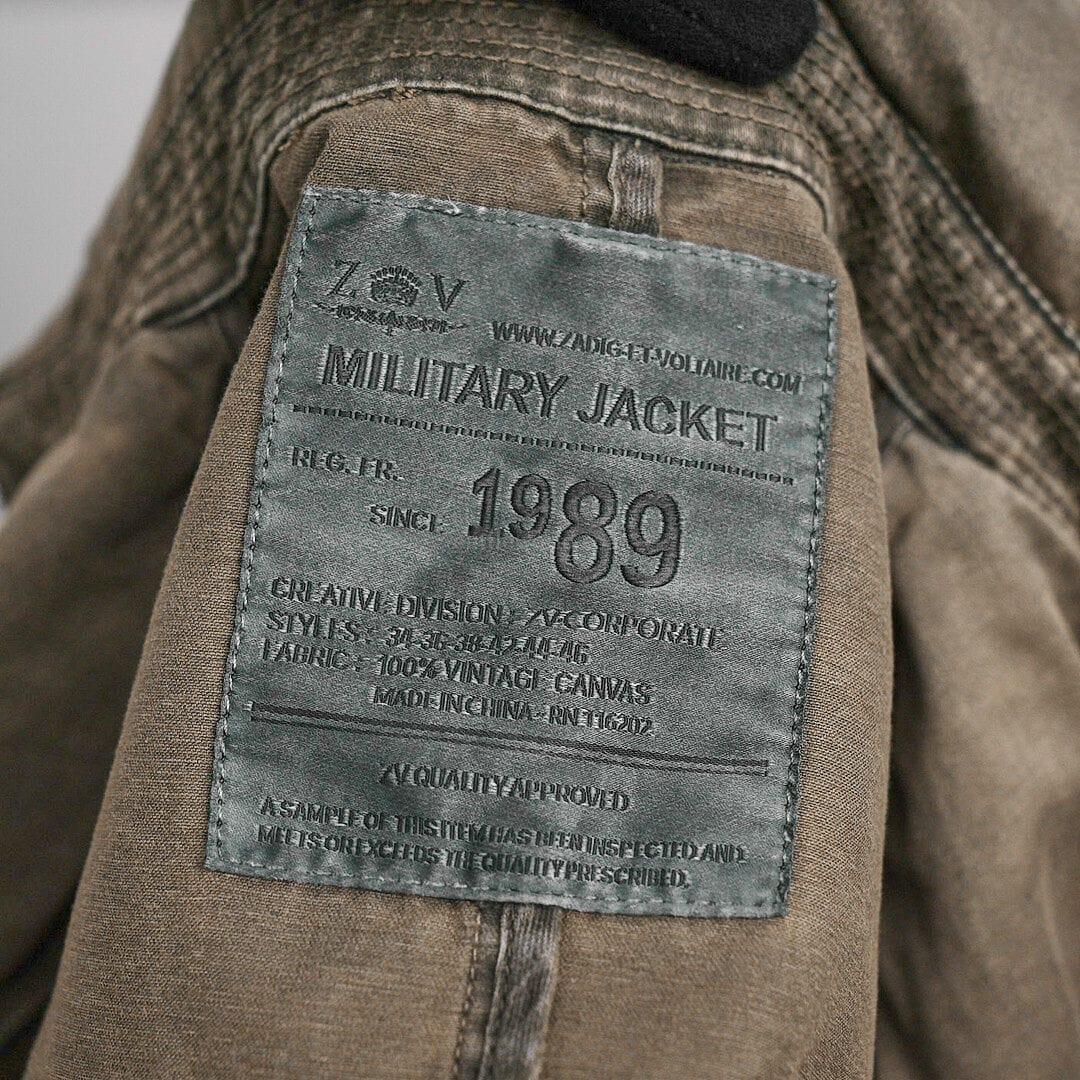 Z V
WWW.ZADIG-ET-VOLTAIRE.COM
MILITARY JACKET
REG. FR.
SINCE 1989
CREATIVE DIVISION : ZV-CORPORATE
STYLES : 34-36-38-42-44-46
FABRIC : 100% VINTAGE CANVAS
MADE IN CHINA - RN 116202
ZV QUALITY APPROVED
A SAMPLE OF THIS ITEM HAS BEEN INSPECTED AND
MEETS OR EXCEEDS THE QUALITY PRESCRIBED.